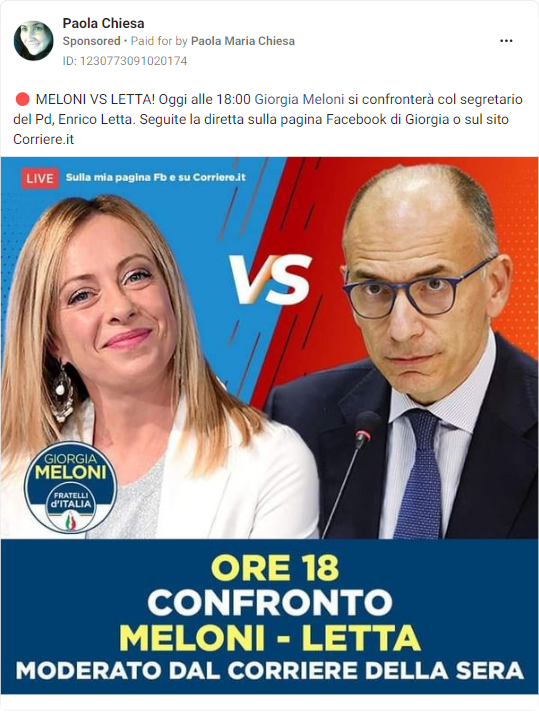 Paola Chiesa
Sponsored • Paid for by Paola Maria Chiesa
ID: 1230773091020174
🔴 MELONI VS LETTA! Oggi alle 18:00 Giorgia Meloni si confronterà col segretario
del Pd, Enrico Letta. Seguite la diretta sulla pagina Facebook di Giorgia o sul sito
Corriere.it
LIVE Sulla mia pagina Fb e su Corriere.it
VS
GIORGIA
MELONI
FRATELLI
d'ITALIA
ORE 18
CONFRONTO
MELONI - LETTA
MODERATO DAL CORRIERE DELLA SERA